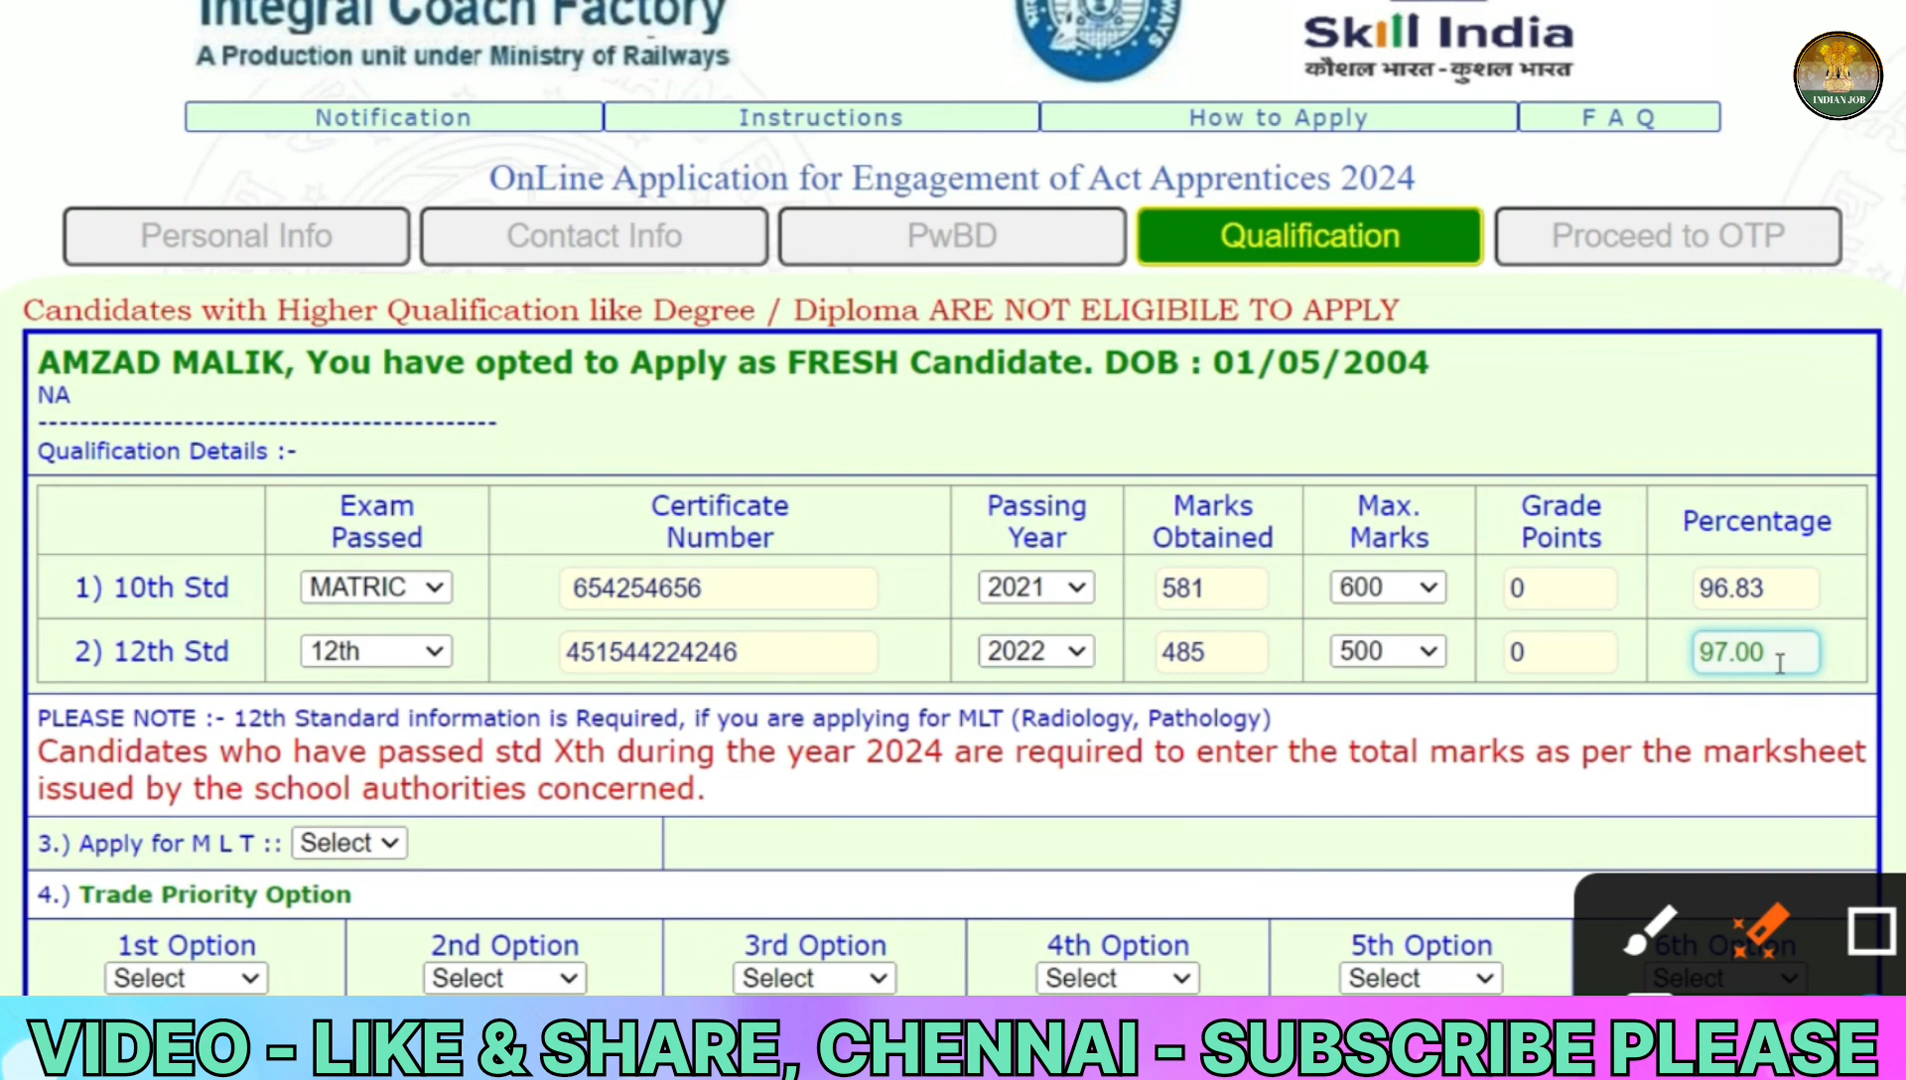 Integral Coach Factory
A Production unit under Ministry of Railways
Skill India
कौशल भारत - कुशल भारत
INDIAN JOB
Notification Instructions How to Apply F A Q
OnLine Application for Engagement of Act Apprentices 2024
Personal Info Contact Info PwBD Qualification Proceed to OTP
Candidates with Higher Qualification like Degree / Diploma ARE NOT ELIGIBILE TO APPLY
AMZAD MALIK, You have opted to Apply as FRESH Candidate. DOB : 01/05/2004
NA
Qualification Details :-
Exam Passed Certificate Number Passing Year Marks Obtained Max. Marks Grade Points Percentage
1) 10th Std MATRIC 654254656 2021 581 600 0 96.83
2) 12th Std 12th 451544224246 2022 485 500 0 97.00
PLEASE NOTE :- 12th Standard information is Required, if you are applying for MLT (Radiology, Pathology)
Candidates who have passed std Xth during the year 2024 are required to enter the total marks as per the marksheet
issued by the school authorities concerned.
3.) Apply for M L T :: Select
4.) Trade Priority Option
1st Option 2nd Option 3rd Option 4th Option 5th Option 6th Option
Select Select Select Select Select Select
VIDEO - LIKE & SHARE, CHENNAI - SUBSCRIBE PLEASE